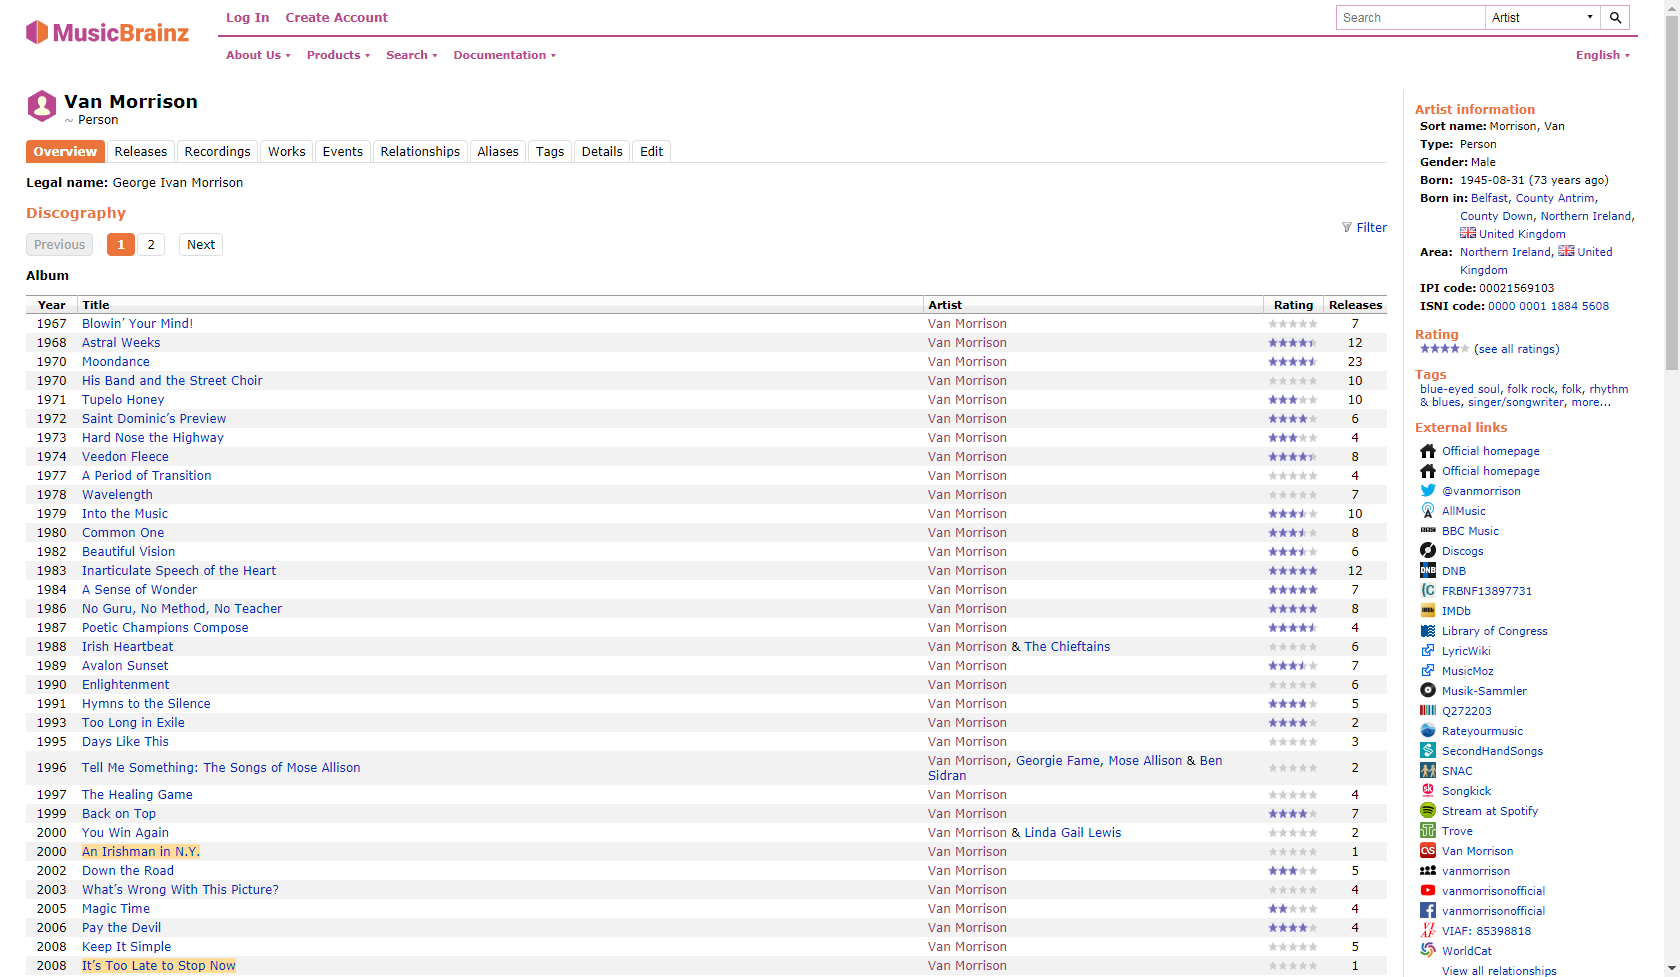 MusicBrainz
Log In Create Account
Search Artist
About Us Products Search Documentation English
Van Morrison
~ Person
Overview Releases Recordings Works Events Relationships Aliases Tags Details Edit
Legal name: George Ivan Morrison
Discography
Filter
Previous 1 2 Next
Album
Year Title Artist Rating Releases
1967 Blowin’ Your Mind! Van Morrison 7
1968 Astral Weeks Van Morrison 12
1970 Moondance Van Morrison 23
1970 His Band and the Street Choir Van Morrison 10
1971 Tupelo Honey Van Morrison 10
1972 Saint Dominic’s Preview Van Morrison 6
1973 Hard Nose the Highway Van Morrison 4
1974 Veedon Fleece Van Morrison 8
1977 A Period of Transition Van Morrison 4
1978 Wavelength Van Morrison 7
1979 Into the Music Van Morrison 10
1980 Common One Van Morrison 8
1982 Beautiful Vision Van Morrison 6
1983 Inarticulate Speech of the Heart Van Morrison 12
1984 A Sense of Wonder Van Morrison 7
1986 No Guru, No Method, No Teacher Van Morrison 8
1987 Poetic Champions Compose Van Morrison 4
1988 Irish Heartbeat Van Morrison & The Chieftains 6
1989 Avalon Sunset Van Morrison 7
1990 Enlightenment Van Morrison 6
1991 Hymns to the Silence Van Morrison 5
1993 Too Long in Exile Van Morrison 2
1995 Days Like This Van Morrison 3
1996 Tell Me Something: The Songs of Mose Allison Van Morrison, Georgie Fame, Mose Allison & Ben
Sidran 2
1997 The Healing Game Van Morrison 4
1999 Back on Top Van Morrison 7
2000 You Win Again Van Morrison & Linda Gail Lewis 2
2000 An Irishman in N.Y. Van Morrison 1
2002 Down the Road Van Morrison 5
2003 What’s Wrong With This Picture? Van Morrison 4
2005 Magic Time Van Morrison 4
2006 Pay the Devil Van Morrison 4
2008 Keep It Simple Van Morrison 5
2008 It’s Too Late to Stop Now Van Morrison 1
Artist information
Sort name: Morrison, Van
Type: Person
Gender: Male
Born: 1945-08-31 (73 years ago)
Born in: Belfast, County Antrim,
County Down, Northern Ireland,
United Kingdom
Area: Northern Ireland, United
Kingdom
IPI code: 00021569103
ISNI code: 0000 0001 1884 5608
Rating
(see all ratings)
Tags
blue-eyed soul, folk rock, folk, rhythm
& blues, singer/songwriter, more...
External links
Official homepage
Official homepage
@vanmorrison
AllMusic
BBC BBC Music
Discogs
DNB DNB
FRBNF13897731
IMDb IMDb
Library of Congress
LyricWiki
MusicMoz
Musik-Sammler
Q272203
Rateyourmusic
SecondHandSongs
SNAC
sk Songkick
Stream at Spotify
Trove
Van Morrison
vanmorrison
vanmorrisonofficial
vanmorrisonofficial
VIAF VIAF: 85398818
WorldCat
View all relationships